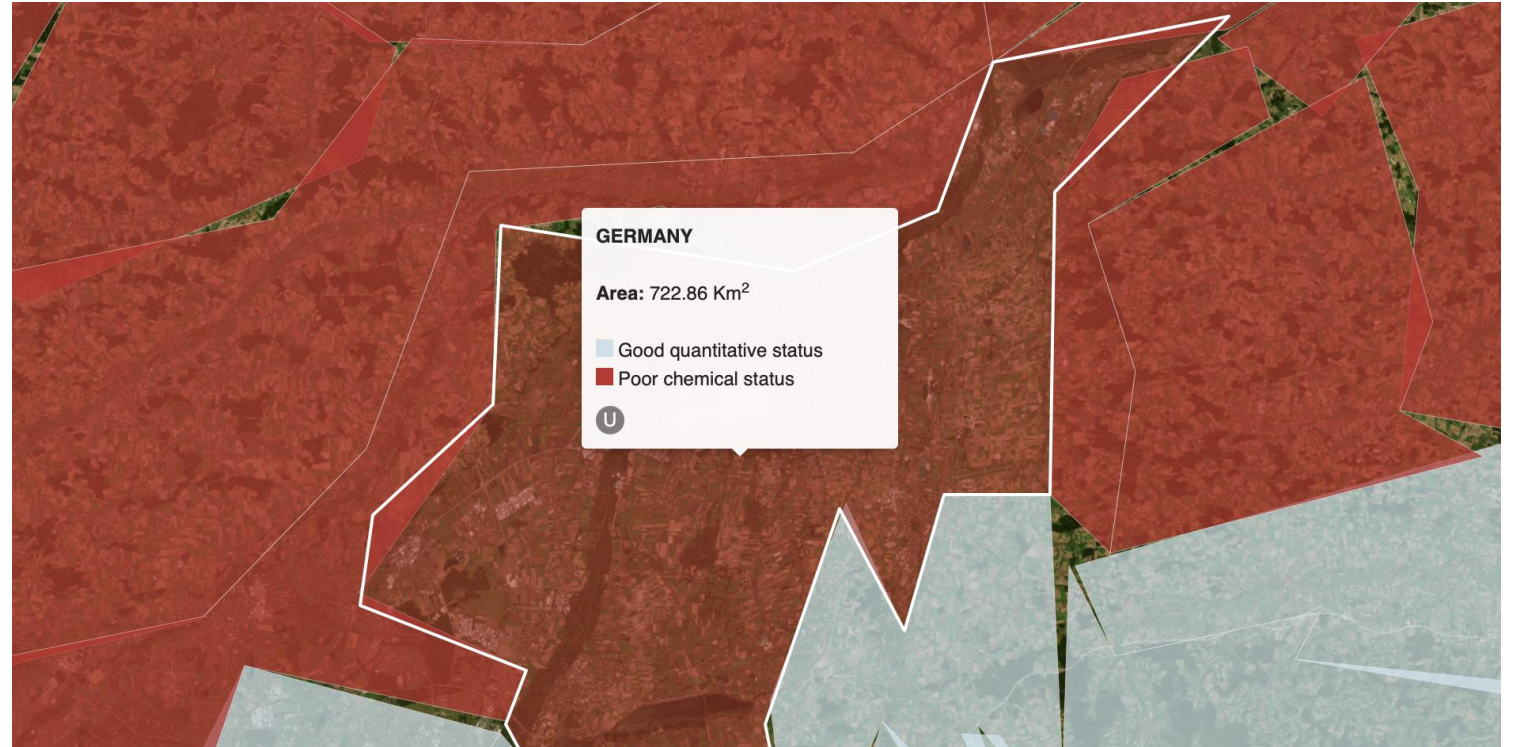 GERMANY
Area: 722.86 Km²
Good quantitative status
Poor chemical status
U